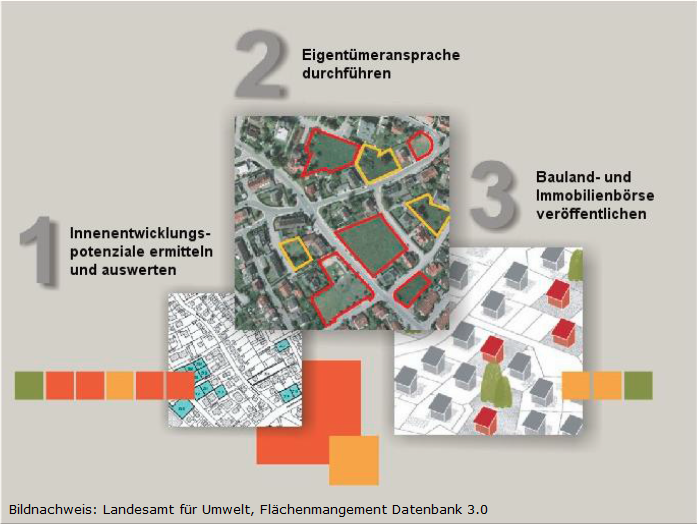 1
Innenentwicklungs-
potenziale ermitteln
und auswerten
2
Eigentümeransprache
durchführen
3
Bauland- und
Immobilienbörse
veröffentlichen
Bildnachweis: Landesamt für Umwelt, Flächenmangement Datenbank 3.0